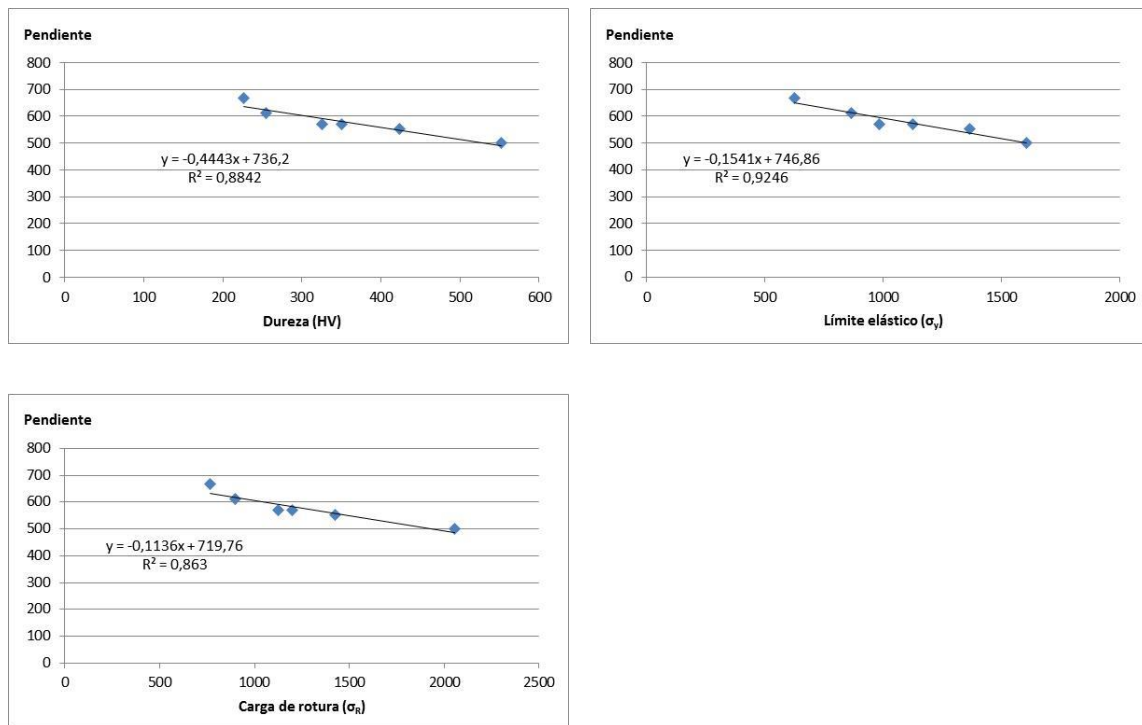 Pendiente
800
700
600
500
400
300
200
100
0
y = -0,4443x + 736,2
R² = 0,8842
0 100 200 300 400 500 600
Dureza (HV)
Pendiente
800
700
600
500
400
300
200
100
0
y = -0,1541x + 746,86
R² = 0,9246
0 500 1000 1500 2000
Límite elástico (σy)
Pendiente
800
700
600
500
400
300
200
100
0
y = -0,1136x + 719,76
R² = 0,863
0 500 1000 1500 2000 2500
Carga de rotura (σR)